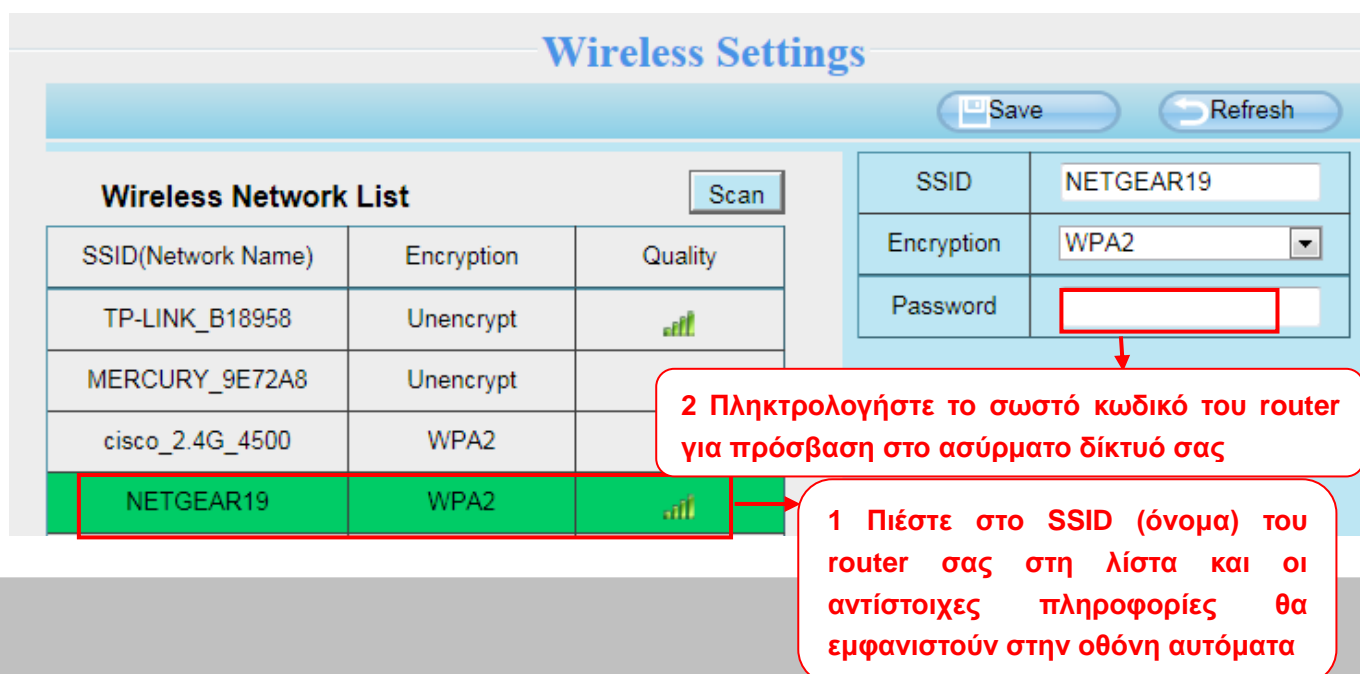 Wireless Settings
Save
Refresh
Wireless Network List
Scan
SSID(Network Name) Encryption Quality
TP-LINK_B18958 Unencrypt
MERCURY_9E72A8 Unencrypt
cisco_2.4G_4500 WPA2
NETGEAR19 WPA2
SSID NETGEAR19
Encryption WPA2
Password
2 Πληκτρολογήστε το σωστό κωδικό του router
για πρόσβαση στο ασύρματο δίκτυό σας
1 Πιέστε στο SSID (όνομα) του
router σας στη λίστα και οι
αντίστοιχες πληροφορίες θα
εμφανιστούν στην οθόνη αυτόματα